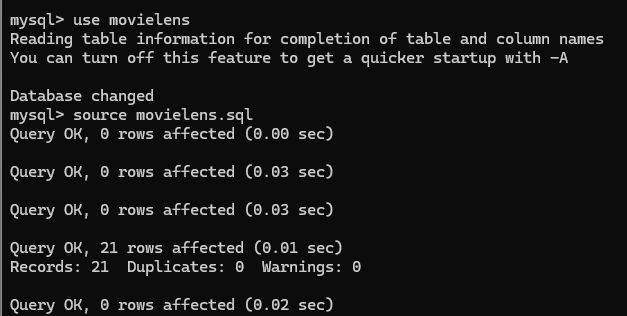 mysql> use movielens
Reading table information for completion of table and column names
You can turn off this feature to get a quicker startup with -A
Database changed
mysql> source movielens.sql
Query OK, 0 rows affected (0.00 sec)
Query OK, 0 rows affected (0.03 sec)
Query OK, 0 rows affected (0.03 sec)
Query OK, 21 rows affected (0.01 sec)
Records: 21  Duplicates: 0  Warnings: 0
Query OK, 0 rows affected (0.02 sec)